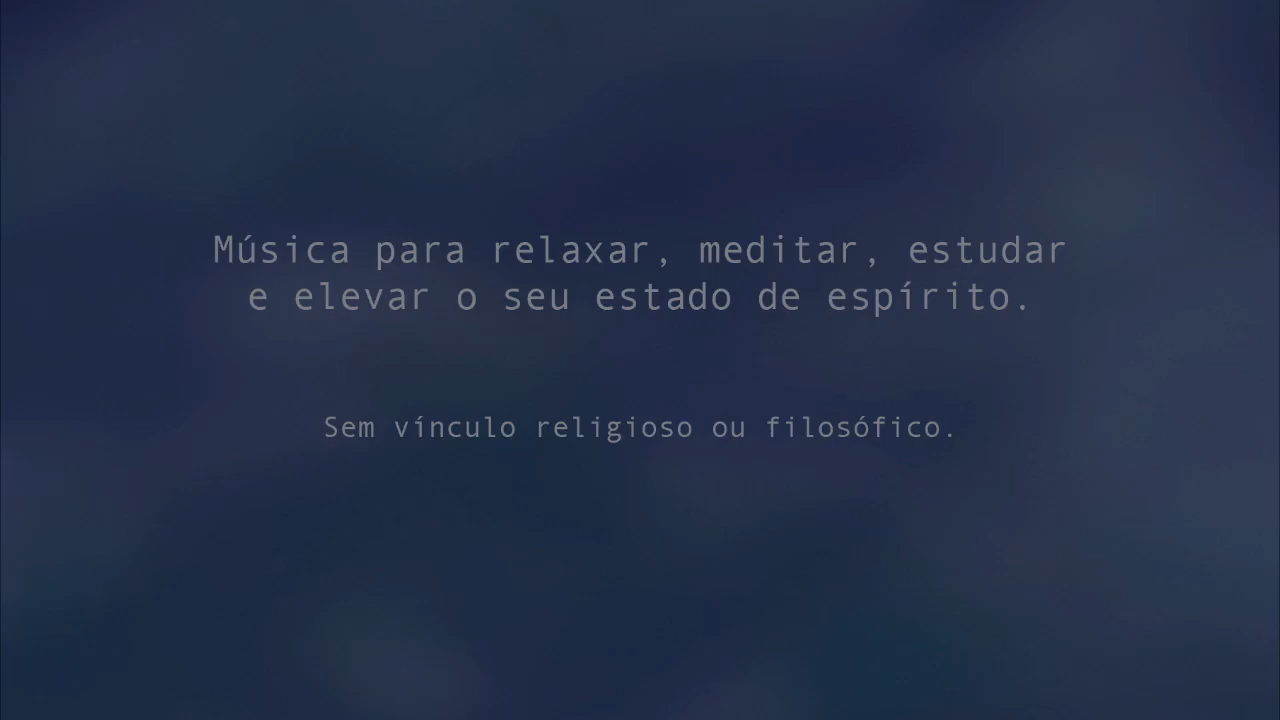 Música para relaxar, meditar, estudar
e elevar o seu estado de espírito.
Sem vínculo religioso ou filosófico.